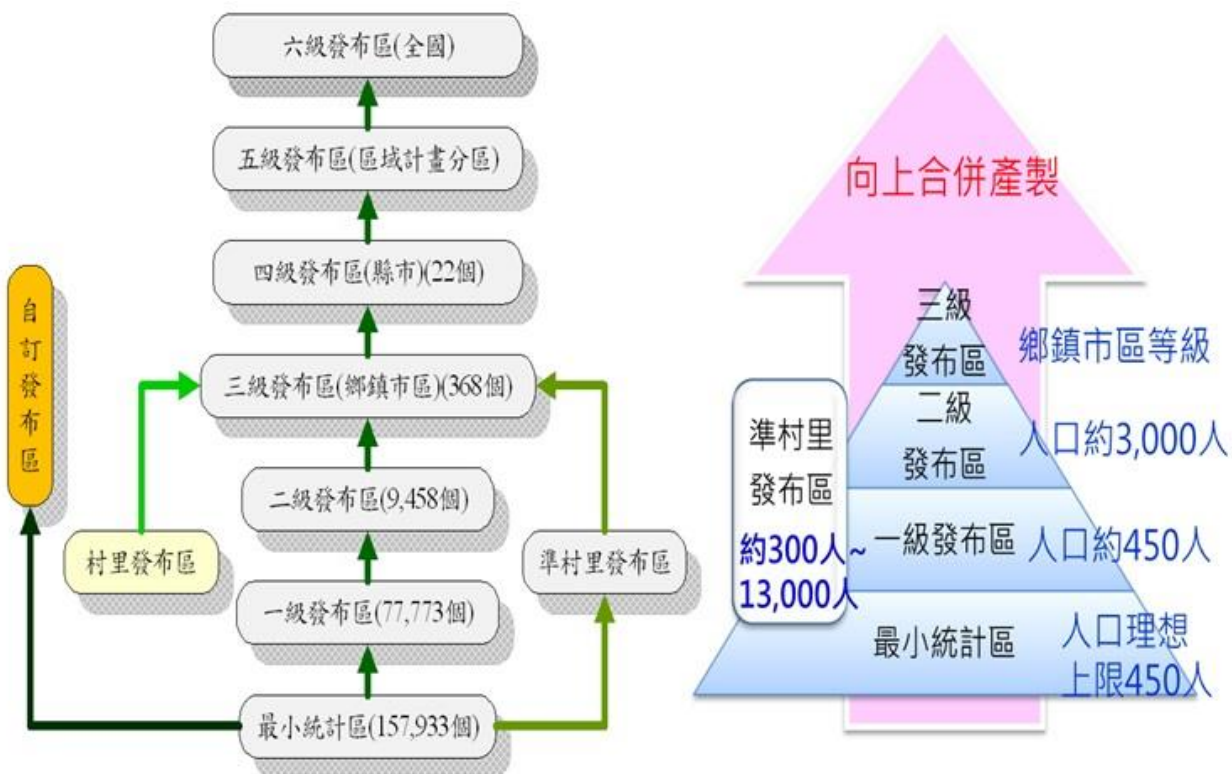 六級發布區(全國)
五級發布區(區域計畫分區)
四級發布區(縣市)(22個)
自訂發布區
三級發布區(鄉鎮市區)(368個)
二級發布區(9,458個)
村里發布區
準村里發布區
一級發布區(77,773個)
最小統計區(157,933個)
向上合併產製
三級
發布區
鄉鎮市區等級
二級
發布區
人口約3,000人
準村里
發布區
約300人~
13,000人
一級發布區
人口約450人
最小統計區
人口理想
上限450人